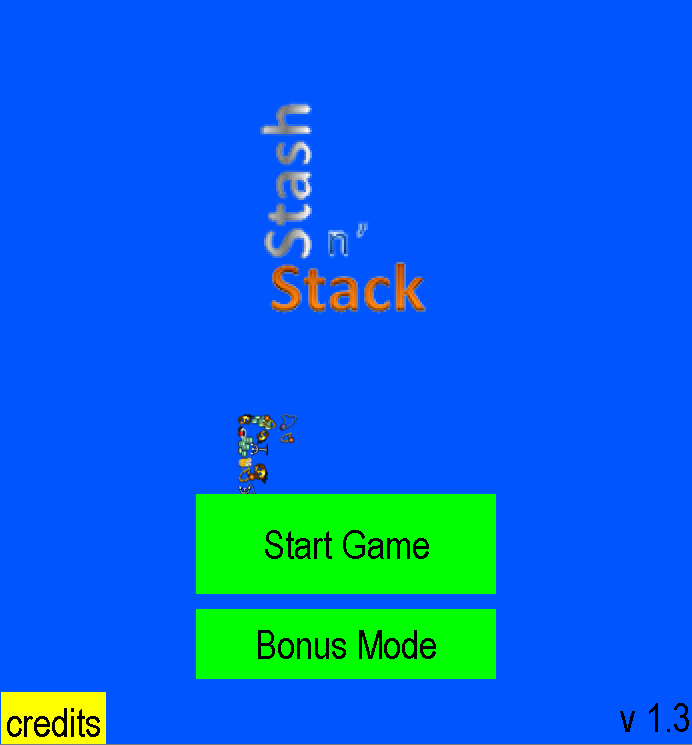 Stash
n’
Stack
Start Game
Bonus Mode
credits
v 1.3